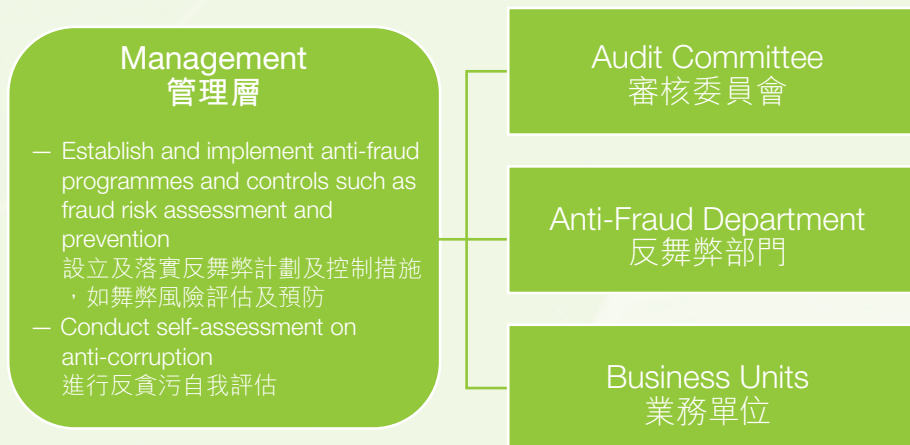 Management
管理層
— Establish and implement anti-fraud
programmes and controls such as
fraud risk assessment and
prevention
設立及落實反舞弊計劃及控制措施
，如舞弊風險評估及預防
— Conduct self-assessment on
anti-corruption
進行反貪污自我評估
Audit Committee
審核委員會
Anti-Fraud Department
反舞弊部門
Business Units
業務單位